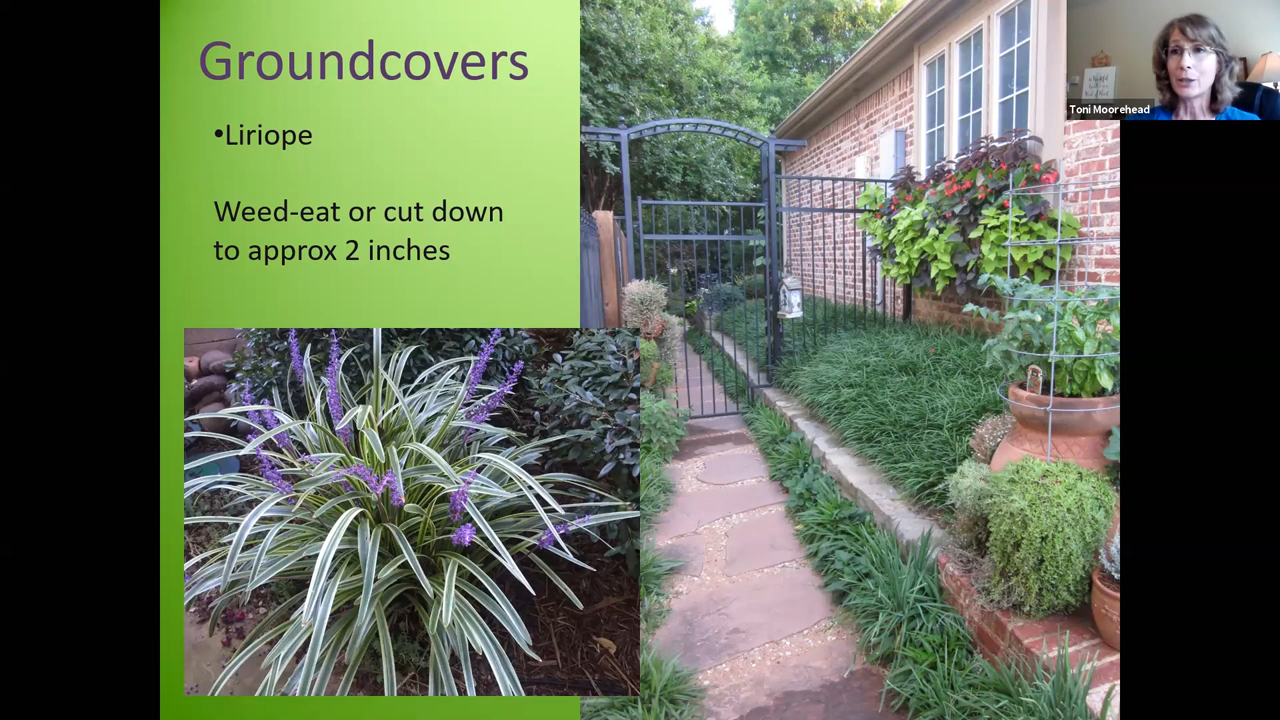 Groundcovers
•Liriope
Weed-eat or cut down
to approx 2 inches
Toni Moorehead